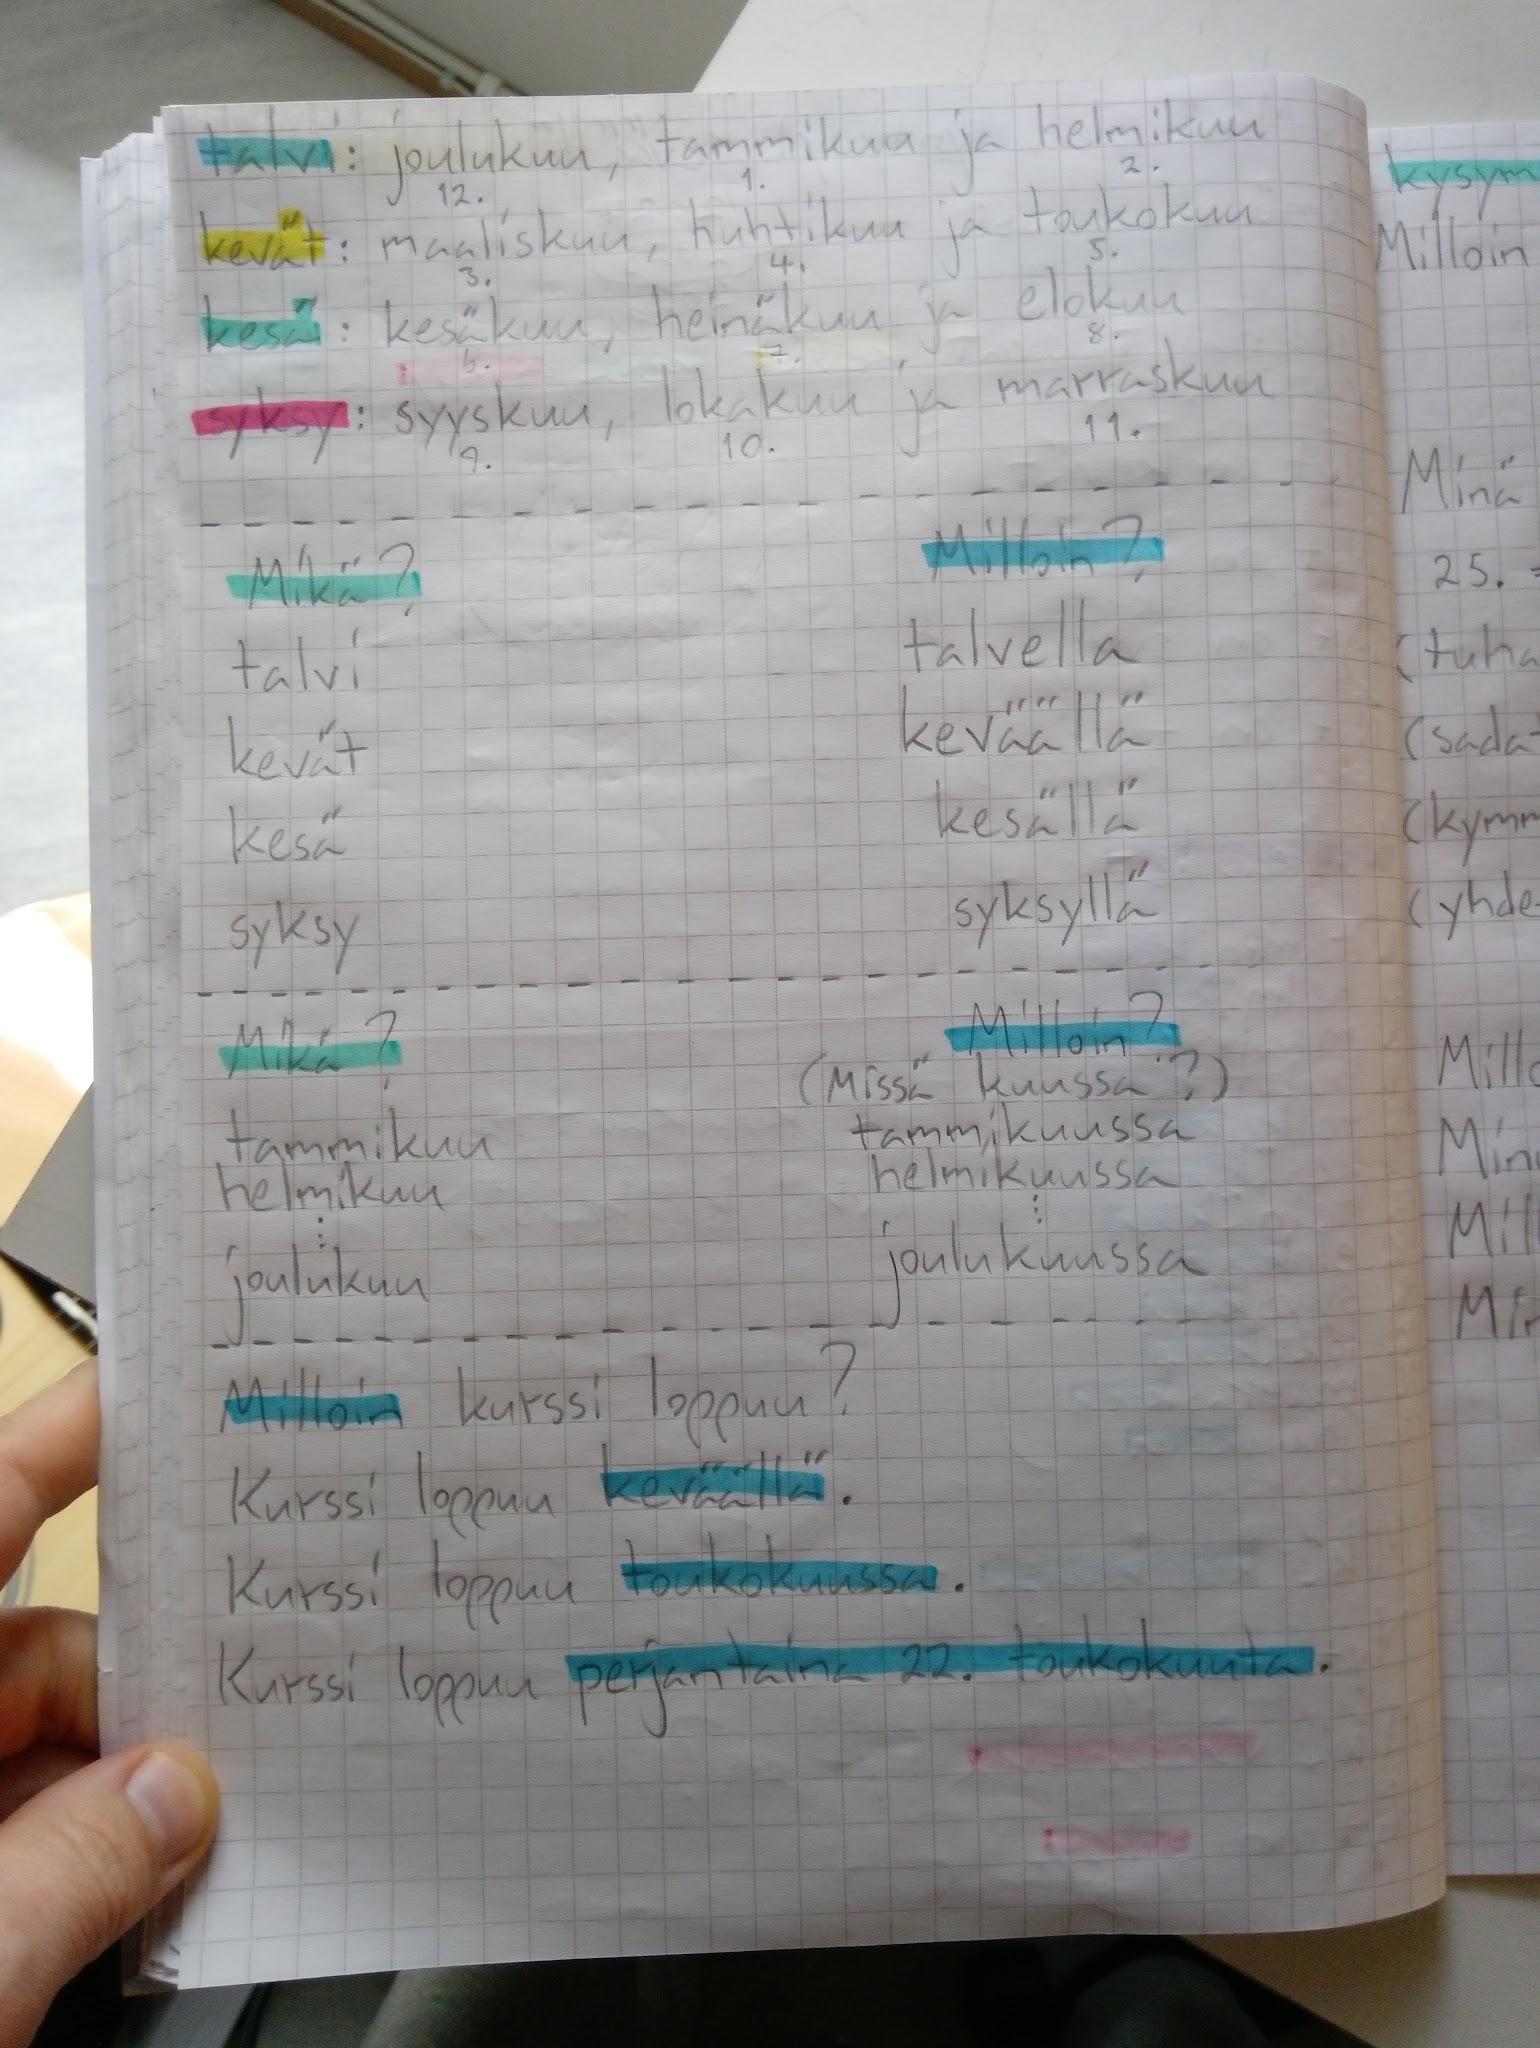 talvi: joulukuu, tammikuu ja helmikuu
12. 1. 2.
kevät: maaliskuu, huhtikuu ja toukokuu
3. 4. 5.
kesä: kesäkuu, heinäkuu ja elokuu
6. 7. 8.
syksy: syyskuu, lokakuu ja marraskuu
9. 10. 11.
Mikä? Milloin?
talvi talvella
kevät keväällä
kesä kesällä
syksy syksyllä
Mikä? Milloin?
(Missä kuussa?)
tammikuu tammikuussa
helmikuu helmikuussa
joulukuu joulukuussa
Milloin kurssi loppuu?
Kurssi loppuu keväällä.
Kurssi loppuu toukokuussa.
Kurssi loppuu perjantaina 22. toukokuuta.
kysym
Milloin
Minä
25. =
(tuha
(sada
(kymm
(yhde
Millo
Min
Mill
Mi